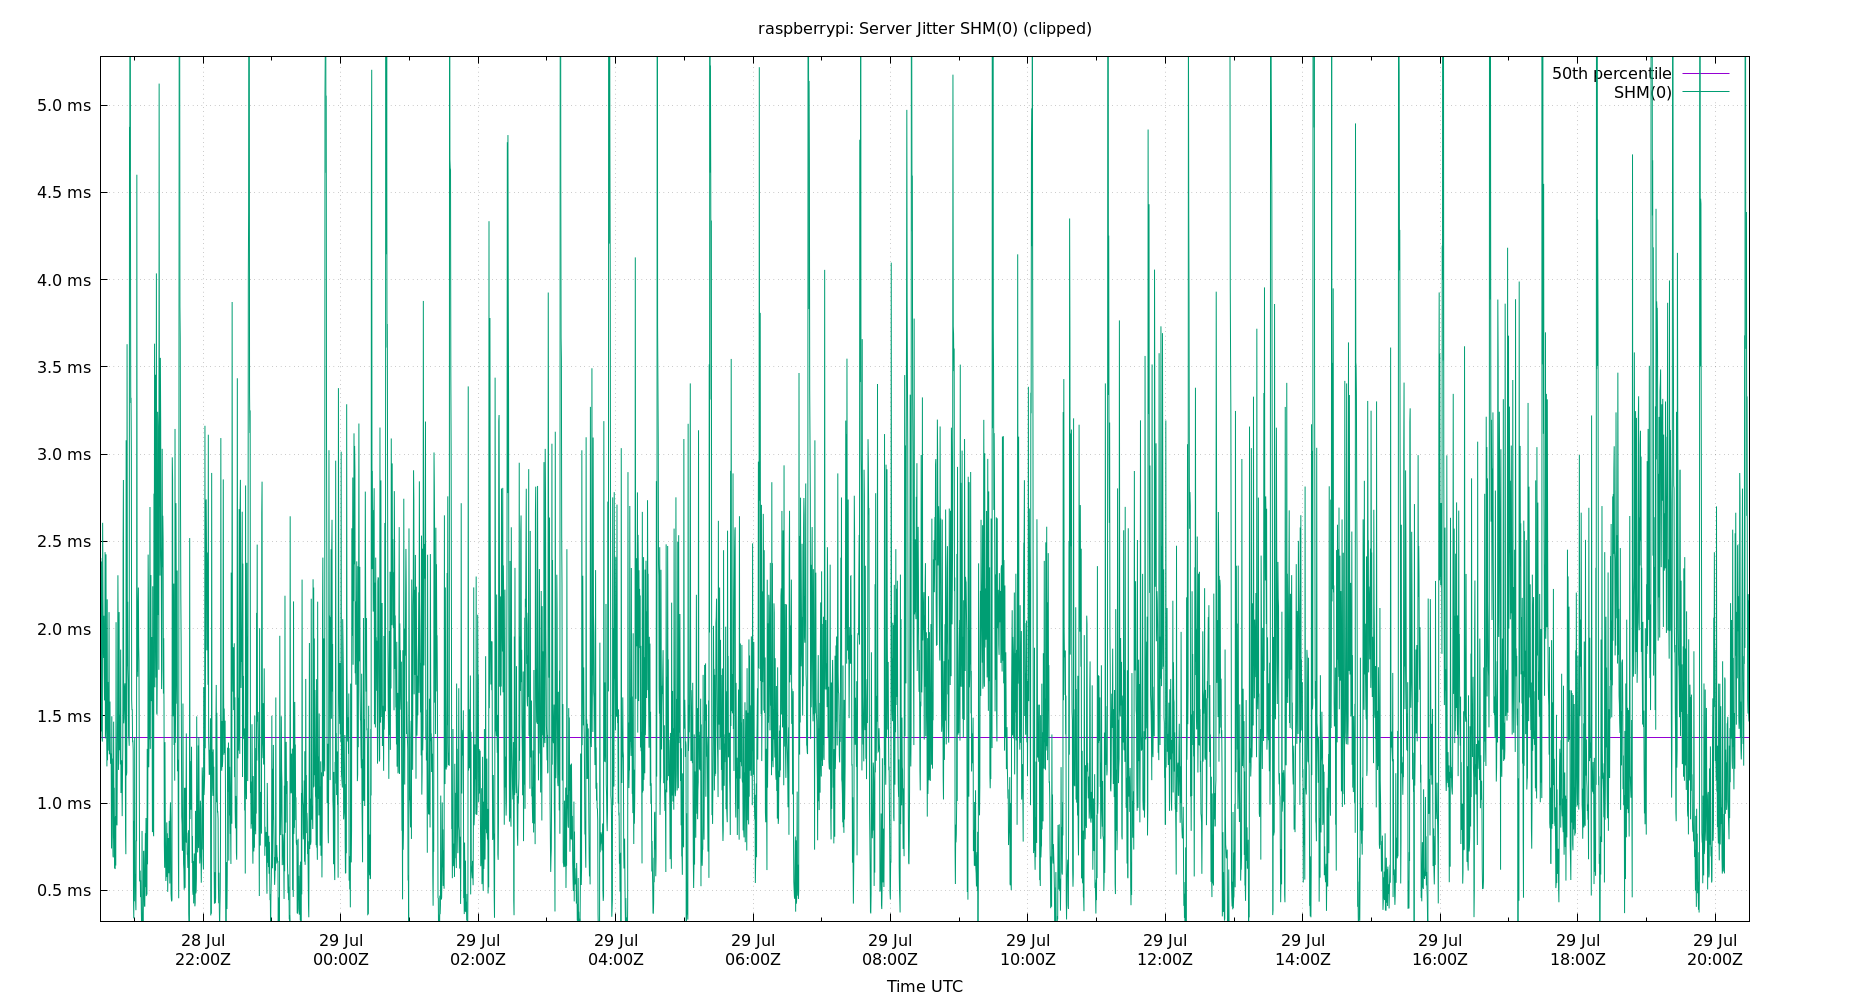 raspberrypi: Server Jitter SHM(0) (clipped)
50th percentile
SHM(0)
5.0 ms
4.5 ms
4.0 ms
3.5 ms
3.0 ms
2.5 ms
2.0 ms
1.5 ms
1.0 ms
0.5 ms
28 Jul 29 Jul 29 Jul 29 Jul 29 Jul 29 Jul 29 Jul 29 Jul 29 Jul 29 Jul 29 Jul 29 Jul
22:00Z 00:00Z 02:00Z 04:00Z 06:00Z 08:00Z 10:00Z 12:00Z 14:00Z 16:00Z 18:00Z 20:00Z
Time UTC